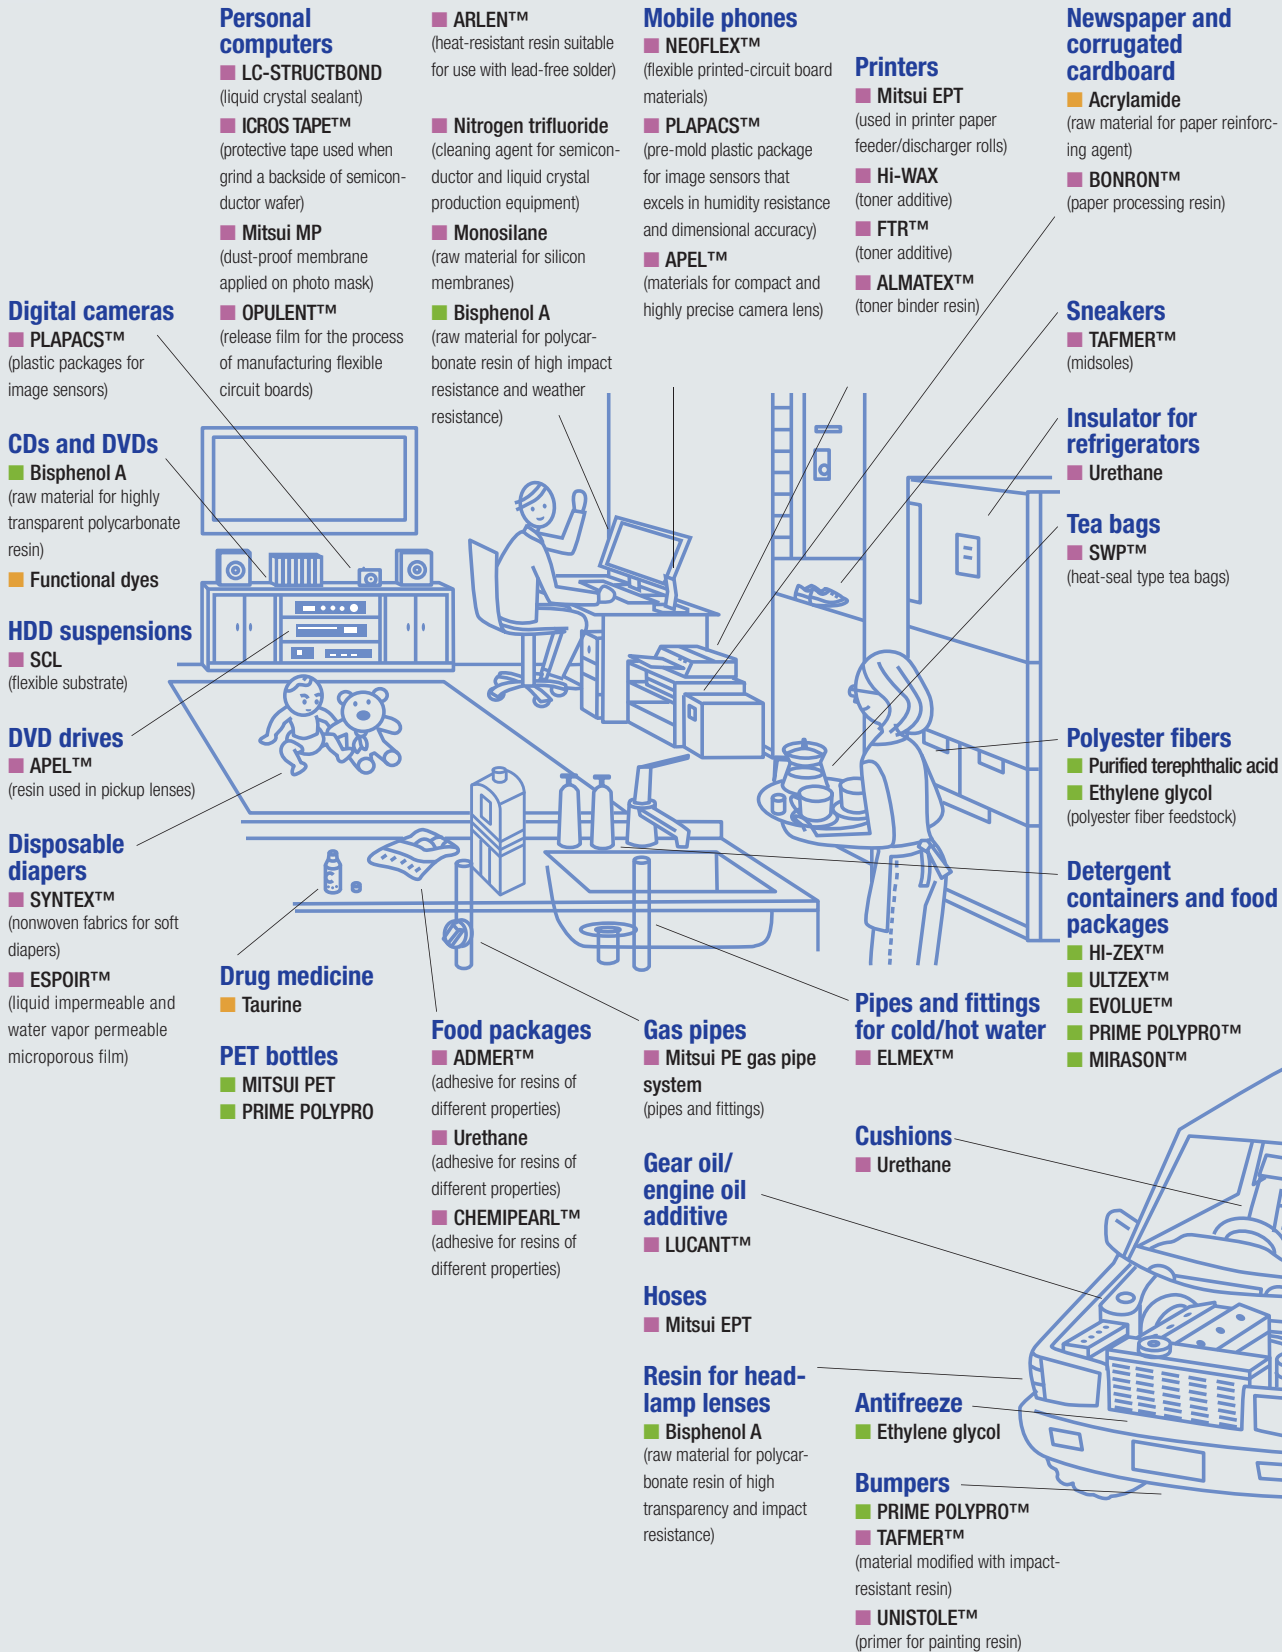 Digital cameras
■ PLAPACS™
(plastic packages for
image sensors)
CDs and DVDs
■ Bisphenol A
(raw material for highly
transparent polycarbonate
resin)
■ Functional dyes
HDD suspensions
■ SCL
(flexible substrate)
DVD drives
■ APEL™
(resin used in pickup lenses)
Disposable
diapers
■ SYNTEX™
(nonwoven fabrics for soft
diapers)
■ ESPOIR™
(liquid impermeable and
water vapor permeable
microporous film)
Personal
computers
■ LC-STRUCTBOND
(liquid crystal sealant)
■ ICROS TAPE™
(protective tape used when
grind a backside of semicon-
ductor wafer)
■ Mitsui MP
(dust-proof membrane
applied on photo mask)
■ OPULENT™
(release film for the process
of manufacturing flexible
circuit boards)
■ ARLEN™
(heat-resistant resin suitable
for use with lead-free solder)
■ Nitrogen trifluoride
(cleaning agent for semicon-
ductor and liquid crystal
production equipment)
■ Monosilane
(raw material for silicon
membranes)
■ Bisphenol A
(raw material for polycar-
bonate resin of high impact
resistance and weather
resistance)
Mobile phones
■ NEOFLEX™
(flexible printed-circuit board
materials)
■ PLAPACS™
(pre-mold plastic package
for image sensors that
excels in humidity resistance
and dimensional accuracy)
■ APEL™
(materials for compact and
highly precise camera lens)
Printers
■ Mitsui EPT
(used in printer paper
feeder/discharger rolls)
■ Hi-WAX
(toner additive)
■ FTR™
(toner additive)
■ ALMATEX™
(toner binder resin)
Newspaper and
corrugated
cardboard
■ Acrylamide
(raw material for paper reinforc-
ing agent)
■ BONRON™
(paper processing resin)
Sneakers
■ TAFMER™
(midsoles)
Insulator for
refrigerators
■ Urethane
Tea bags
■ SWP™
(heat-seal type tea bags)
Polyester fibers
■ Purified terephthalic acid
■ Ethylene glycol
(polyester fiber feedstock)
Detergent
containers and food
packages
■ HI-ZEX™
■ ULTZEX™
■ EVOLUE™
■ PRIME POLYPRO™
■ MIRASON™
Drug medicine
■ Taurine
PET bottles
■ MITSUI PET
■ PRIME POLYPRO
Food packages
■ ADMER™
(adhesive for resins of
different properties)
■ Urethane
(adhesive for resins of
different properties)
■ CHEMIPEARL™
(adhesive for resins of
different properties)
Gas pipes
■ Mitsui PE gas pipe
system
(pipes and fittings)
Gear oil/
engine oil
additive
■ LUCANT™
Hoses
■ Mitsui EPT
Resin for head-
lamp lenses
■ Bisphenol A
(raw material for polycar-
bonate resin of high
transparency and impact
resistance)
Pipes and fittings
for cold/hot water
■ ELMEX™
Cushions
■ Urethane
Antifreeze
■ Ethylene glycol
Bumpers
■ PRIME POLYPRO™
■ TAFMER™
(material modified with impact-
resistant resin)
■ UNISTOLE™
(primer for painting resin)